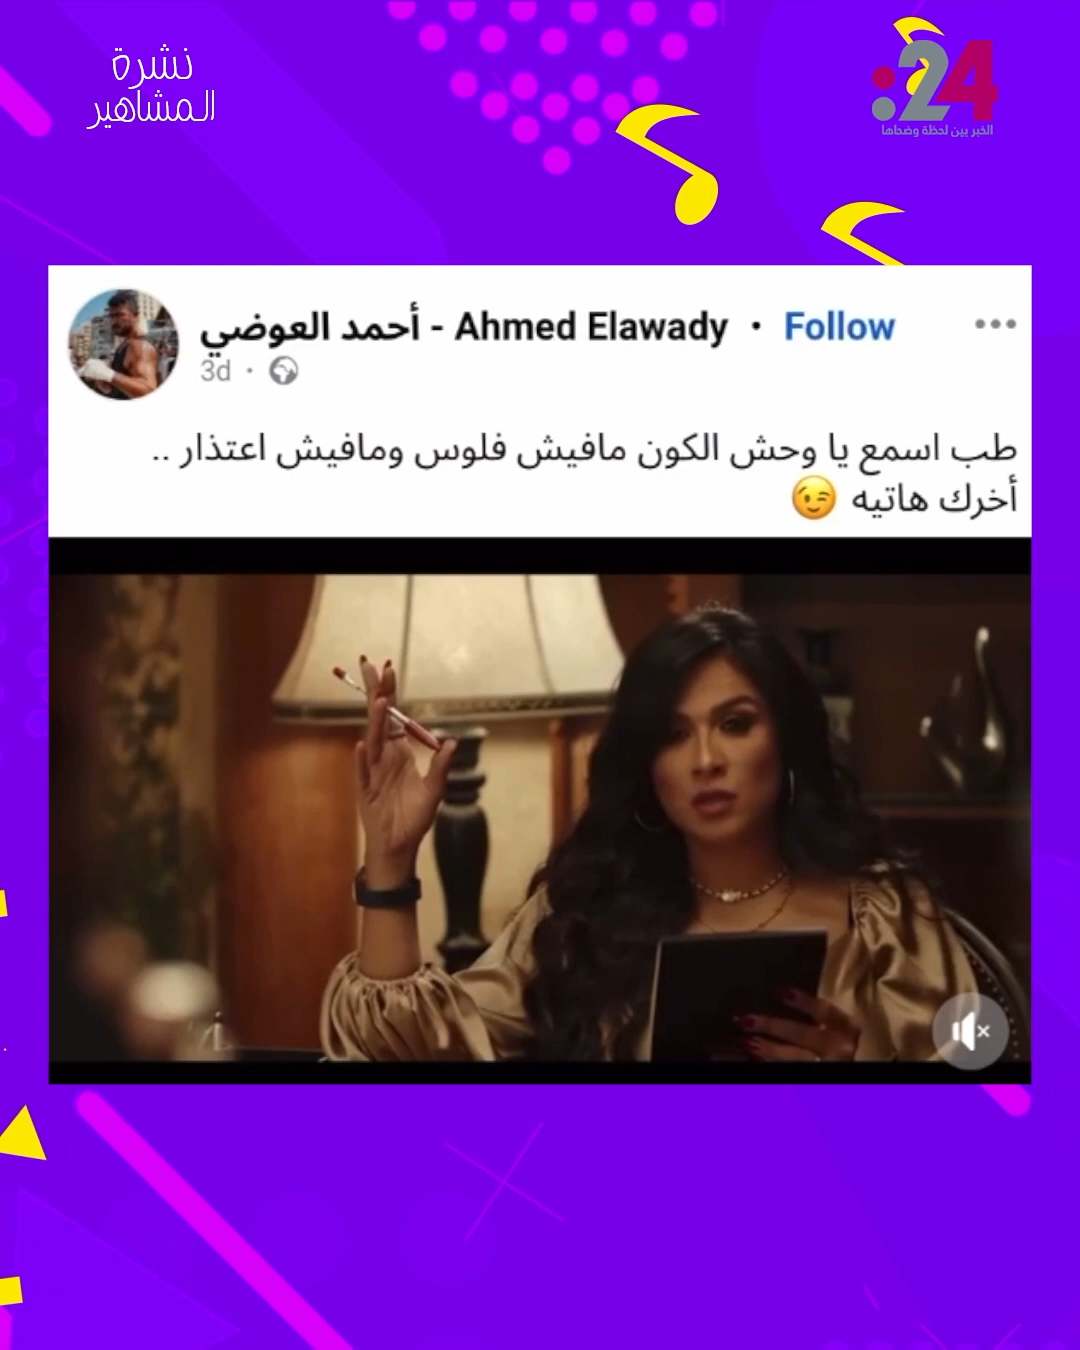 نشرة
المشاهير
24:
الخبر بين لحظة وضحاها
أحمد العوضي - Ahmed Elawady • Follow
3d ·
طب اسمع يا وحش الكون مافيش فلوس ومافيش اعتذار ..
أخرك هاتيه 😉